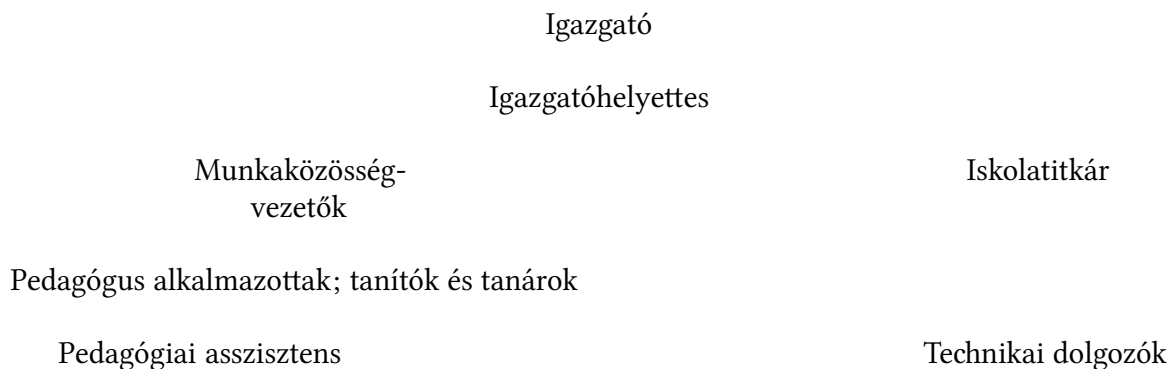 Igazgató
Igazgatóhelyettes
Munkaközösség-
vezetők
Iskolatitkár
Pedagógus alkalmazottak; tanítók és tanárok
Pedagógiai asszisztens
Technikai dolgozók